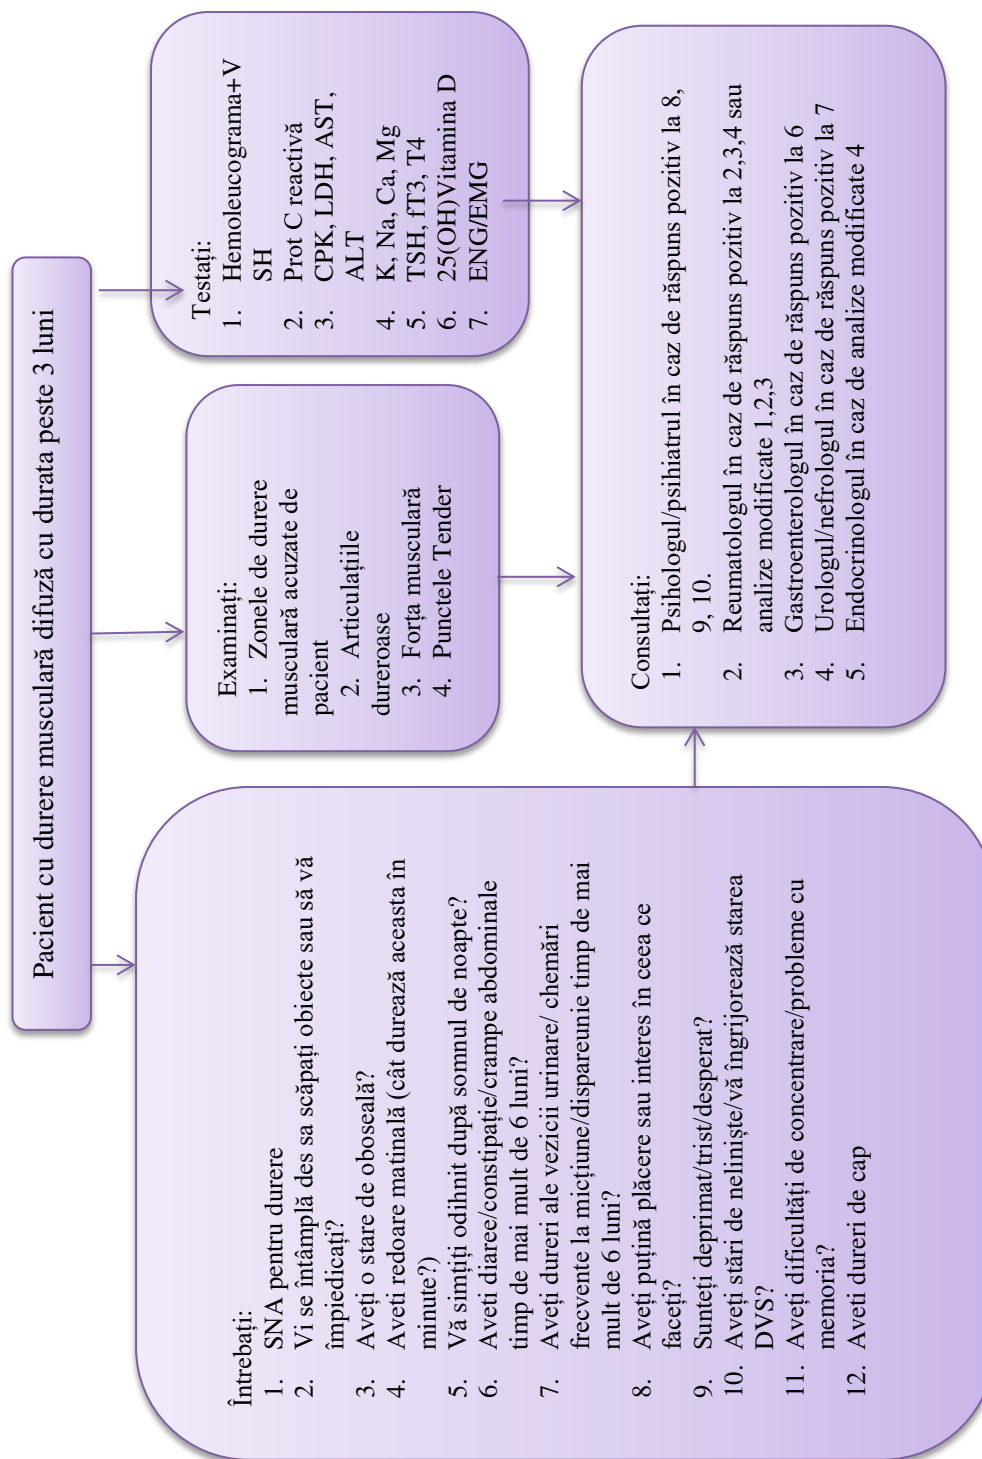 Pacient cu durere musculară difuză cu durata peste 3 luni
Întrebați:
1. SNA pentru durere
2. Vi se întâmplă des sa scăpați obiecte sau să vă
împiedicați?
3. Aveți o stare de oboseală?
4. Aveti redoare matinală (cât durează aceasta în
minute?)
5. Vă simțiți odihnit după somnul de noapte?
6. Aveti diaree/constipație/crampe abdominale
timp de mai mult de 6 luni?
7. Aveți dureri ale vezicii urinare/ chemări
frecvente la micțiune/dispareunie timp de mai
mult de 6 luni?
8. Aveți puțină plăcere sau interes în ceea ce
faceți?
9. Sunteți deprimat/trist/desperat?
10. Aveți stări de neliniște/vă îngrijorează starea
DVS?
11. Aveți dificultăți de concentrare/probleme cu
memoria?
12. Aveti dureri de cap
Examinați:
1. Zonele de durere
musculară acuzate de
pacient
2. Articulațiile
dureroase
3. Forța musculară
4. Punctele Tender
Testați:
1. Hemoleucograma+V
SH
2. Prot C reactivă
3. CPK, LDH, AST,
ALT
4. K, Na, Ca, Mg
5. TSH, fT3, T4
6. 25(OH)Vitamina D
7. ENG/EMG
Consultați:
1. Psihologul/psihiatrul în caz de răspuns pozitiv la 8,
9, 10.
2. Reumatologul în caz de răspuns pozitiv la 2,3,4 sau
analize modificate 1,2,3
3. Gastroenterologul în caz de răspuns pozitiv la 6
4. Urologul/nefrologul în caz de răspuns pozitiv la 7
5. Endocrinologul în caz de analize modificate 4